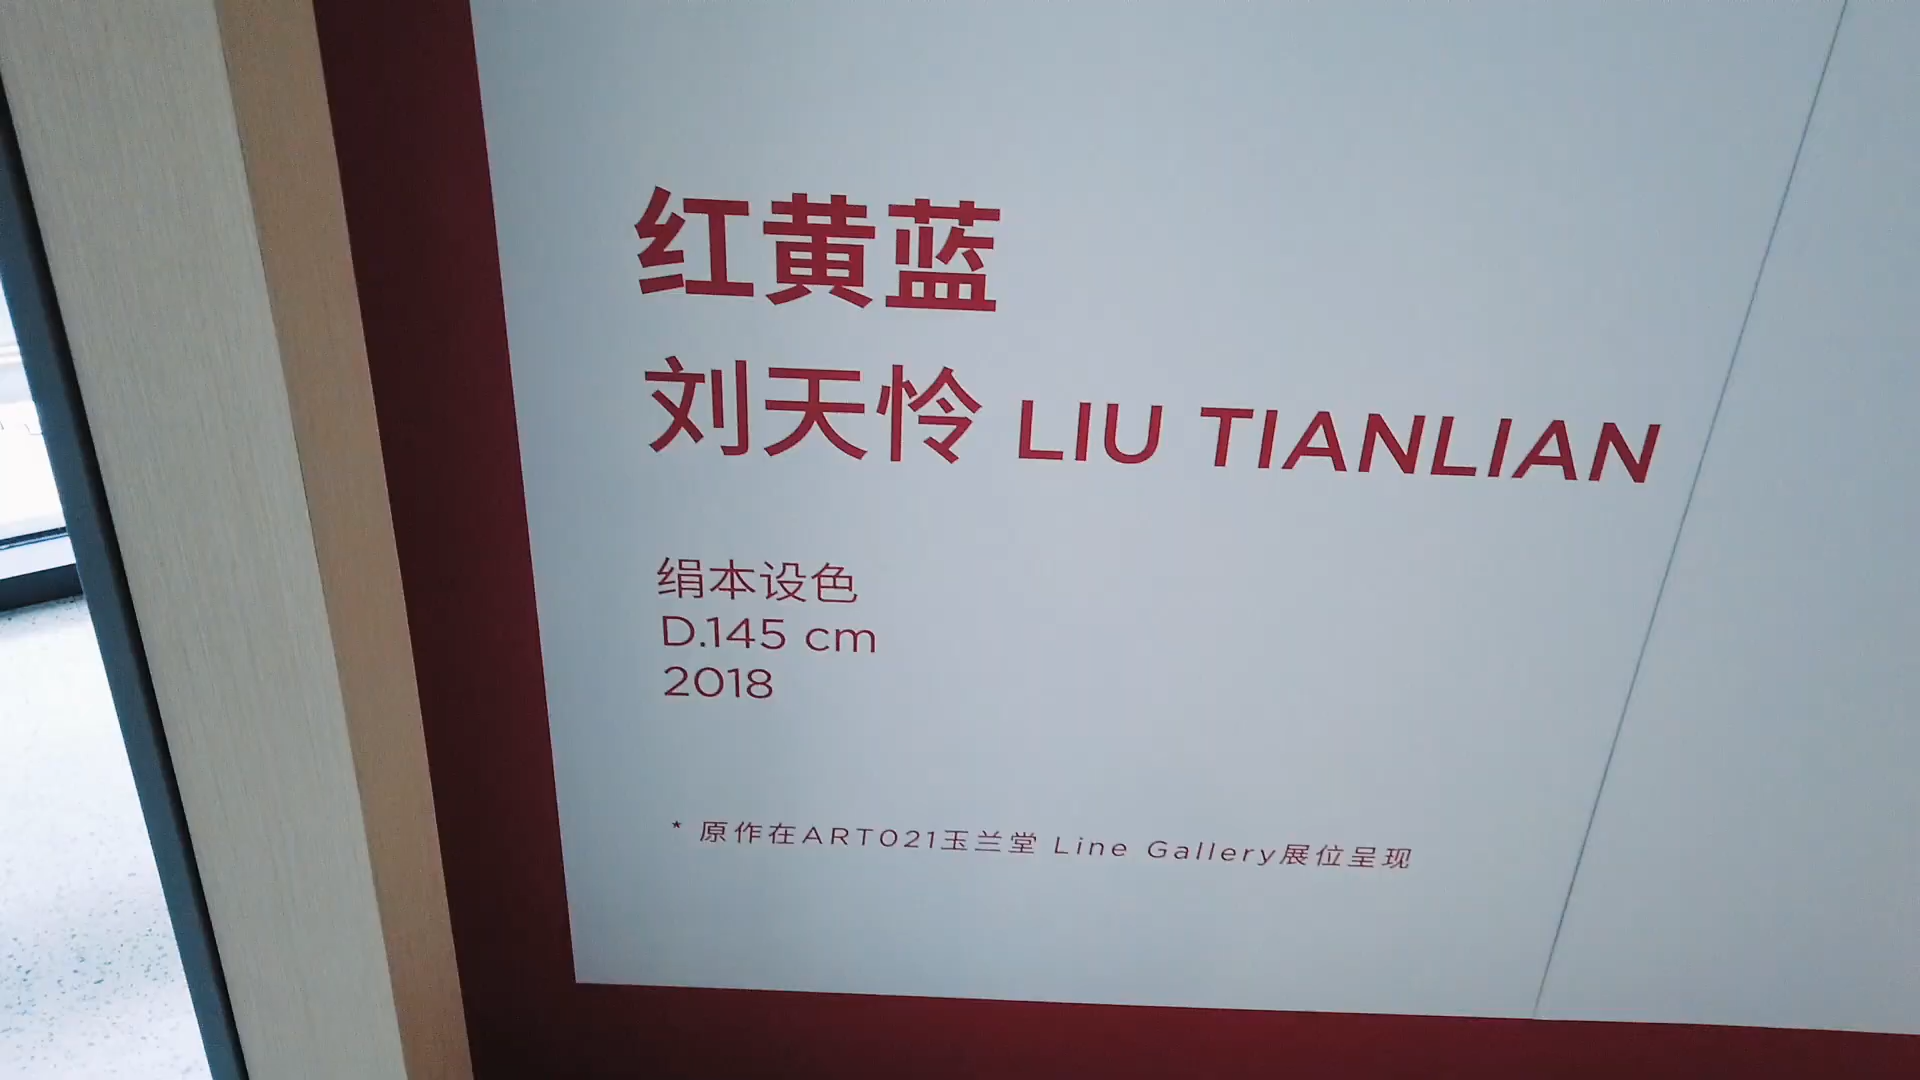 红黄蓝
刘天怜 LIU TIANLIAN
绢本设色
D.145 cm
2018
* 原作在ART021玉兰堂 Line Gallery展位呈现